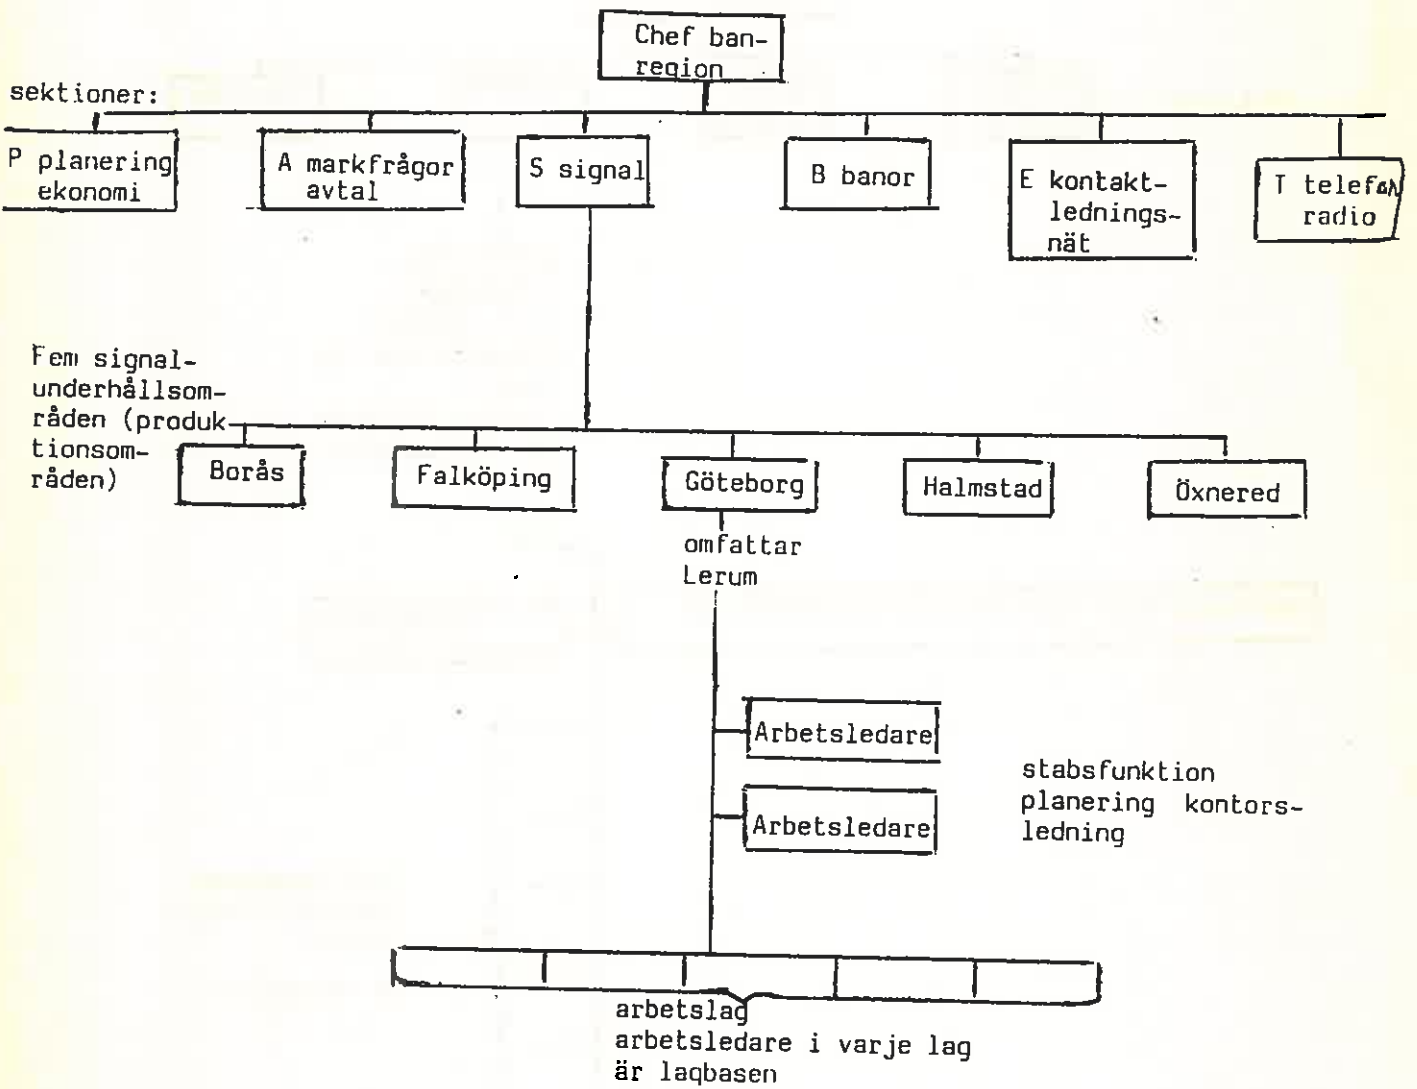 Chef ban-
region
sektioner:
P planering
ekonomi
A markfrågor
avtal
S signal
B banor
E kontakt-
lednings-
nät
T telefon
radio
Fem signal-
underhållsom-
råden (produk
tionsom-
råden)
Borås
Falköping
Göteborg
Halmstad
Öxnered
omfattar
Lerum
Arbetsledare
Arbetsledare
stabsfunktion
planering kontors-
ledning
arbetslag
arbetsledare i varje lag
är lagbasen